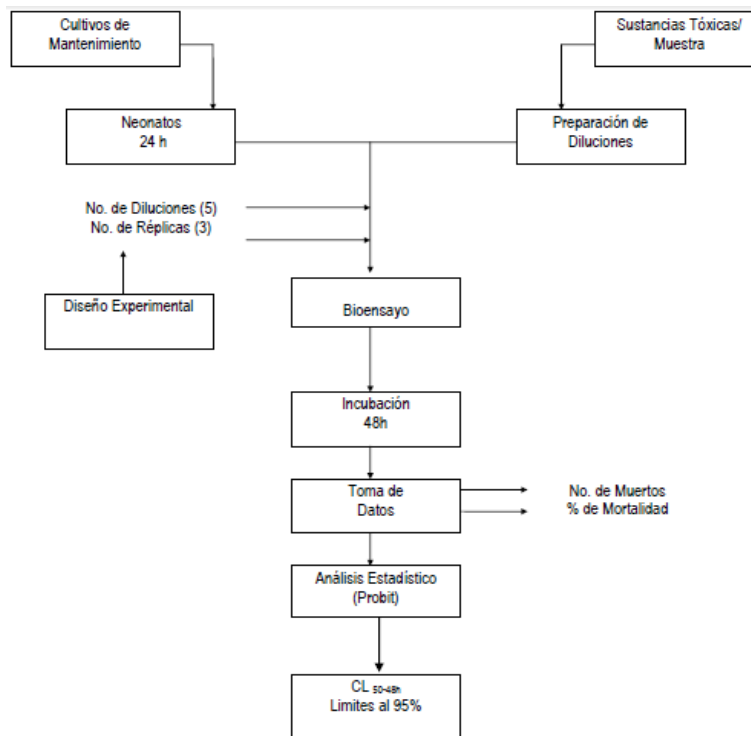 Cultivos de
Mantenimiento
Sustancias Tóxicas/
Muestra
Neonatos
24 h
Preparación de
Diluciones
No. de Diluciones (5)
No. de Réplicas (3)
Diseño Experimental
Bioensayo
Incubación
48h
Toma de
Datos
No. de Muertos
% de Mortalidad
Análisis Estadístico
(Probit)
CL 50-48h
Limites al 95%